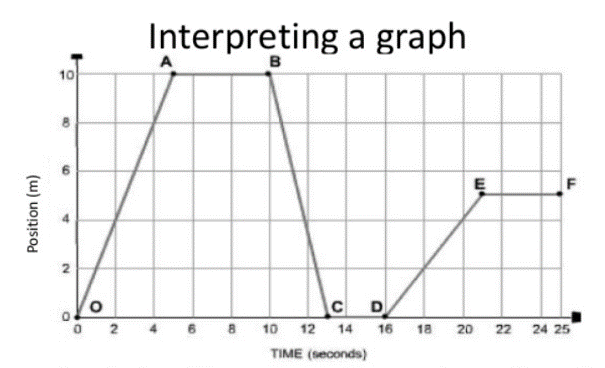 Interpreting a graph
A B
10
8
6
E F
4
2
O C D
0
0 2 4 6 8 10 12 14 16 18 20 22 24 25
Position (m)
TIME (seconds)